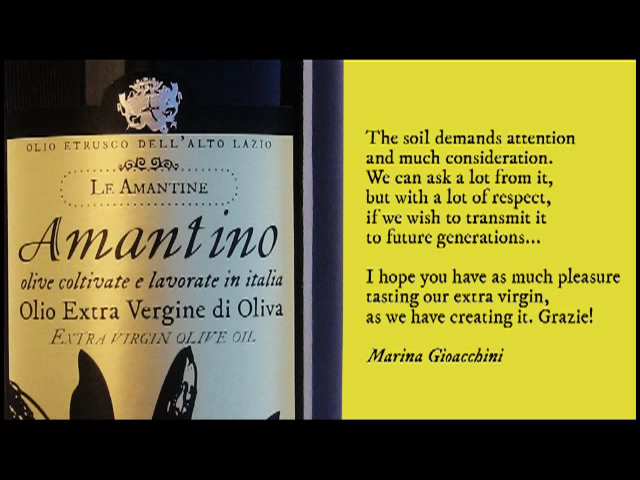 OLIO ETRUSCO DELL'ALTO LAZIO
LE AMANTINE
Amantino
olive coltivate e lavorate in italia
Olio Extra Vergine di Oliva
EXTRA VIRGIN OLIVE OIL
The soil demands attention
and much consideration.
We can ask a lot from it,
but with a lot of respect,
if we wish to transmit it
to future generations...
I hope you have as much pleasure
tasting our extra virgin,
as we have creating it. Grazie!
Marina Gioacchini